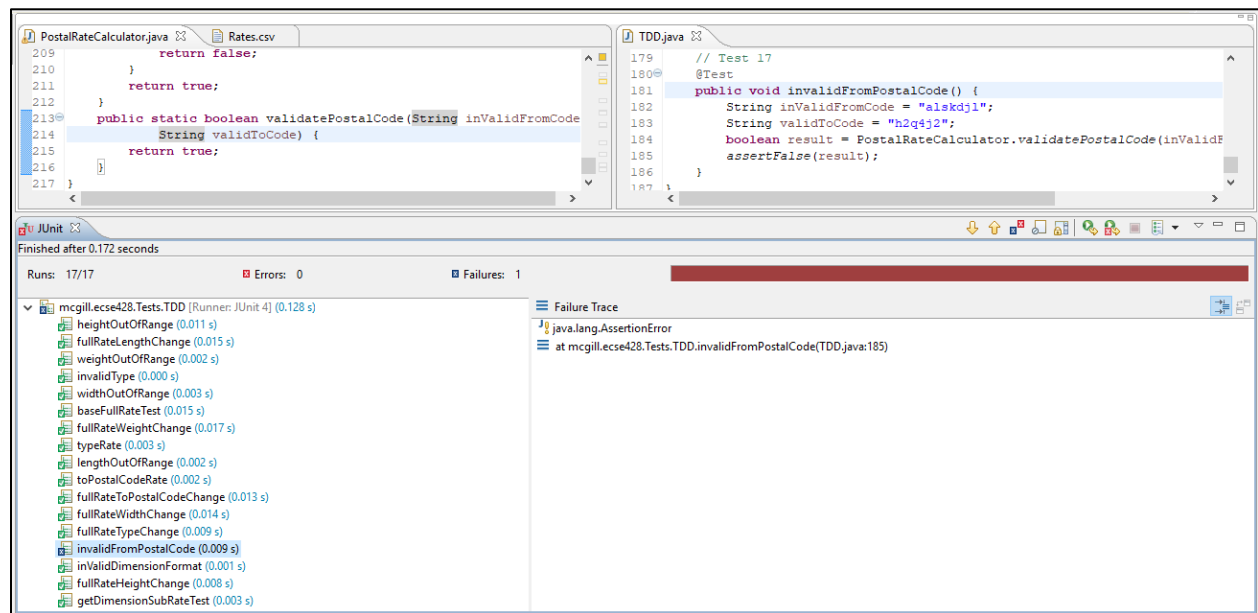 PostalRateCalculator.java
Rates.csv
209 return false;
210 }
211 return true;
212 }
213 public static boolean validatePostalCode(String inValidFromCode
214 String validToCode) {
215 return true;
216 }
217 }
TDD.java
179 // Test 17
180 @Test
181 public void invalidFromPostalCode() {
182 String inValidFromCode = "alskdjl";
183 String validToCode = "h2q4j2";
184 boolean result = PostalRateCalculator.validatePostalCode(inValidF
185 assertFalse(result);
186 }
187 }
JUnit
Finished after 0.172 seconds
Runs: 17/17 Errors: 0 Failures: 1
mcgill.ecse428.Tests.TDD [Runner: JUnit 4] (0.128 s)
heightOutOfRange (0.011 s)
fullRateLengthChange (0.015 s)
weightOutOfRange (0.002 s)
invalidType (0.000 s)
widthOutOfRange (0.003 s)
baseFullRateTest (0.015 s)
fullRateWeightChange (0.017 s)
typeRate (0.003 s)
lengthOutOfRange (0.002 s)
toPostalCodeRate (0.002 s)
fullRateToPostalCodeChange (0.013 s)
fullRateWidthChange (0.014 s)
fullRateTypeChange (0.009 s)
invalidFromPostalCode (0.009 s)
inValidDimensionFormat (0.001 s)
fullRateHeightChange (0.008 s)
getDimensionSubRateTest (0.003 s)
Failure Trace
java.lang.AssertionError
at mcgill.ecse428.Tests.TDD.invalidFromPostalCode(TDD.java:185)